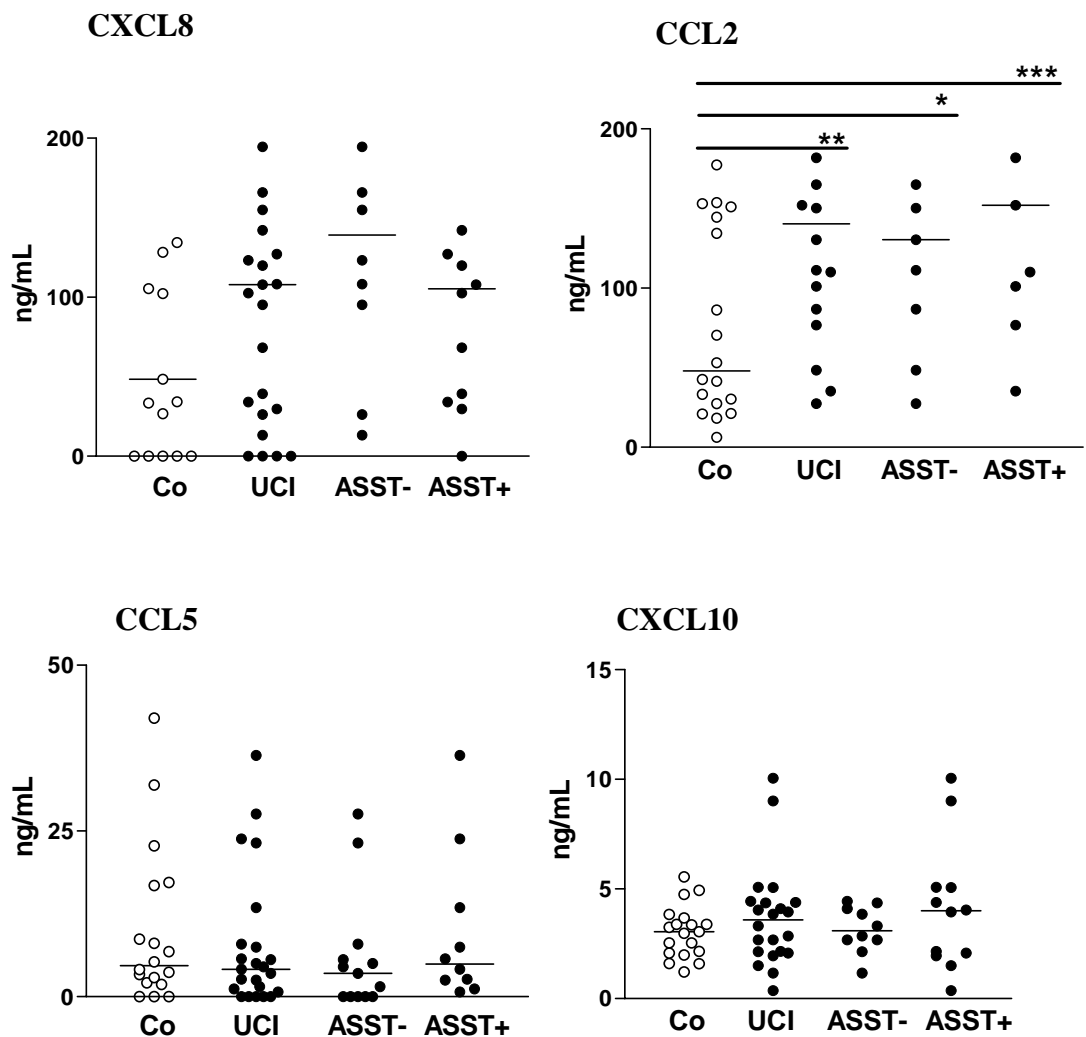 CXCL8
200
100
0
ng/mL
Co UCI ASST- ASST+
CCL2
***
*
**
200
100
0
ng/mL
Co UCI ASST- ASST+
CCL5
50
25
0
ng/mL
Co UCI ASST- ASST+
CXCL10
15
10
5
0
ng/mL
Co UCI ASST- ASST+